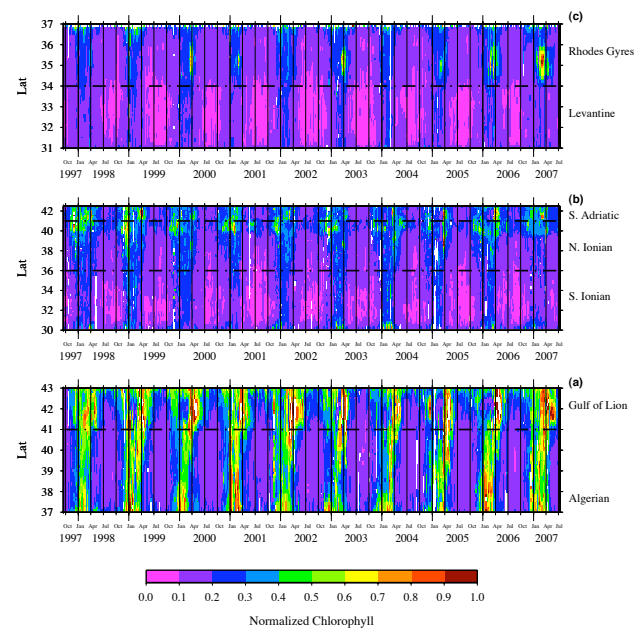 (c)
37
36
35
34
33
32
31
Lat
Rhodes Gyres
Levantine
Oct Jan Apr Jul Oct Jan Apr Jul Oct Jan Apr Jul Oct Jan Apr Jul Oct Jan Apr Jul Oct Jan Apr Jul Oct Jan Apr Jul Oct Jan Apr Jul Oct Jan Apr Jul Oct Jan Apr Jul
1997 1998 1999 2000 2001 2002 2003 2004 2005 2006 2007
(b)
42
40
38
36
34
32
30
Lat
S. Adriatic
N. Ionian
S. Ionian
Oct Jan Apr Jul Oct Jan Apr Jul Oct Jan Apr Jul Oct Jan Apr Jul Oct Jan Apr Jul Oct Jan Apr Jul Oct Jan Apr Jul Oct Jan Apr Jul Oct Jan Apr Jul Oct Jan Apr Jul
1997 1998 1999 2000 2001 2002 2003 2004 2005 2006 2007
(a)
43
42
41
40
39
38
37
Lat
Gulf of Lion
Algerian
Oct Jan Apr Jul Oct Jan Apr Jul Oct Jan Apr Jul Oct Jan Apr Jul Oct Jan Apr Jul Oct Jan Apr Jul Oct Jan Apr Jul Oct Jan Apr Jul Oct Jan Apr Jul Oct Jan Apr Jul
1997 1998 1999 2000 2001 2002 2003 2004 2005 2006 2007
0.0 0.1 0.2 0.3 0.4 0.5 0.6 0.7 0.8 0.9 1.0
Normalized Chlorophyll